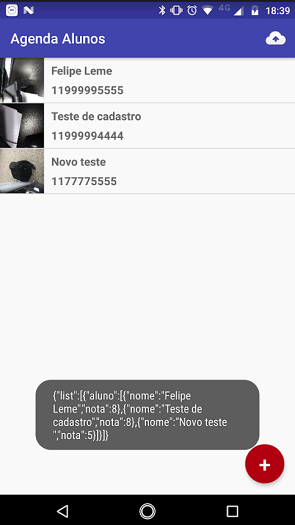 4G 18:39
Agenda Alunos
Felipe Leme
11999995555
Teste de cadastro
11999994444
Novo teste
1177775555
{"list":[{"aluno":[{"nome":"Felipe
Leme","nota":8},{"nome":"Teste de
cadastro","nota":8},{"nome":"Novo teste
","nota":5}]}]}
+